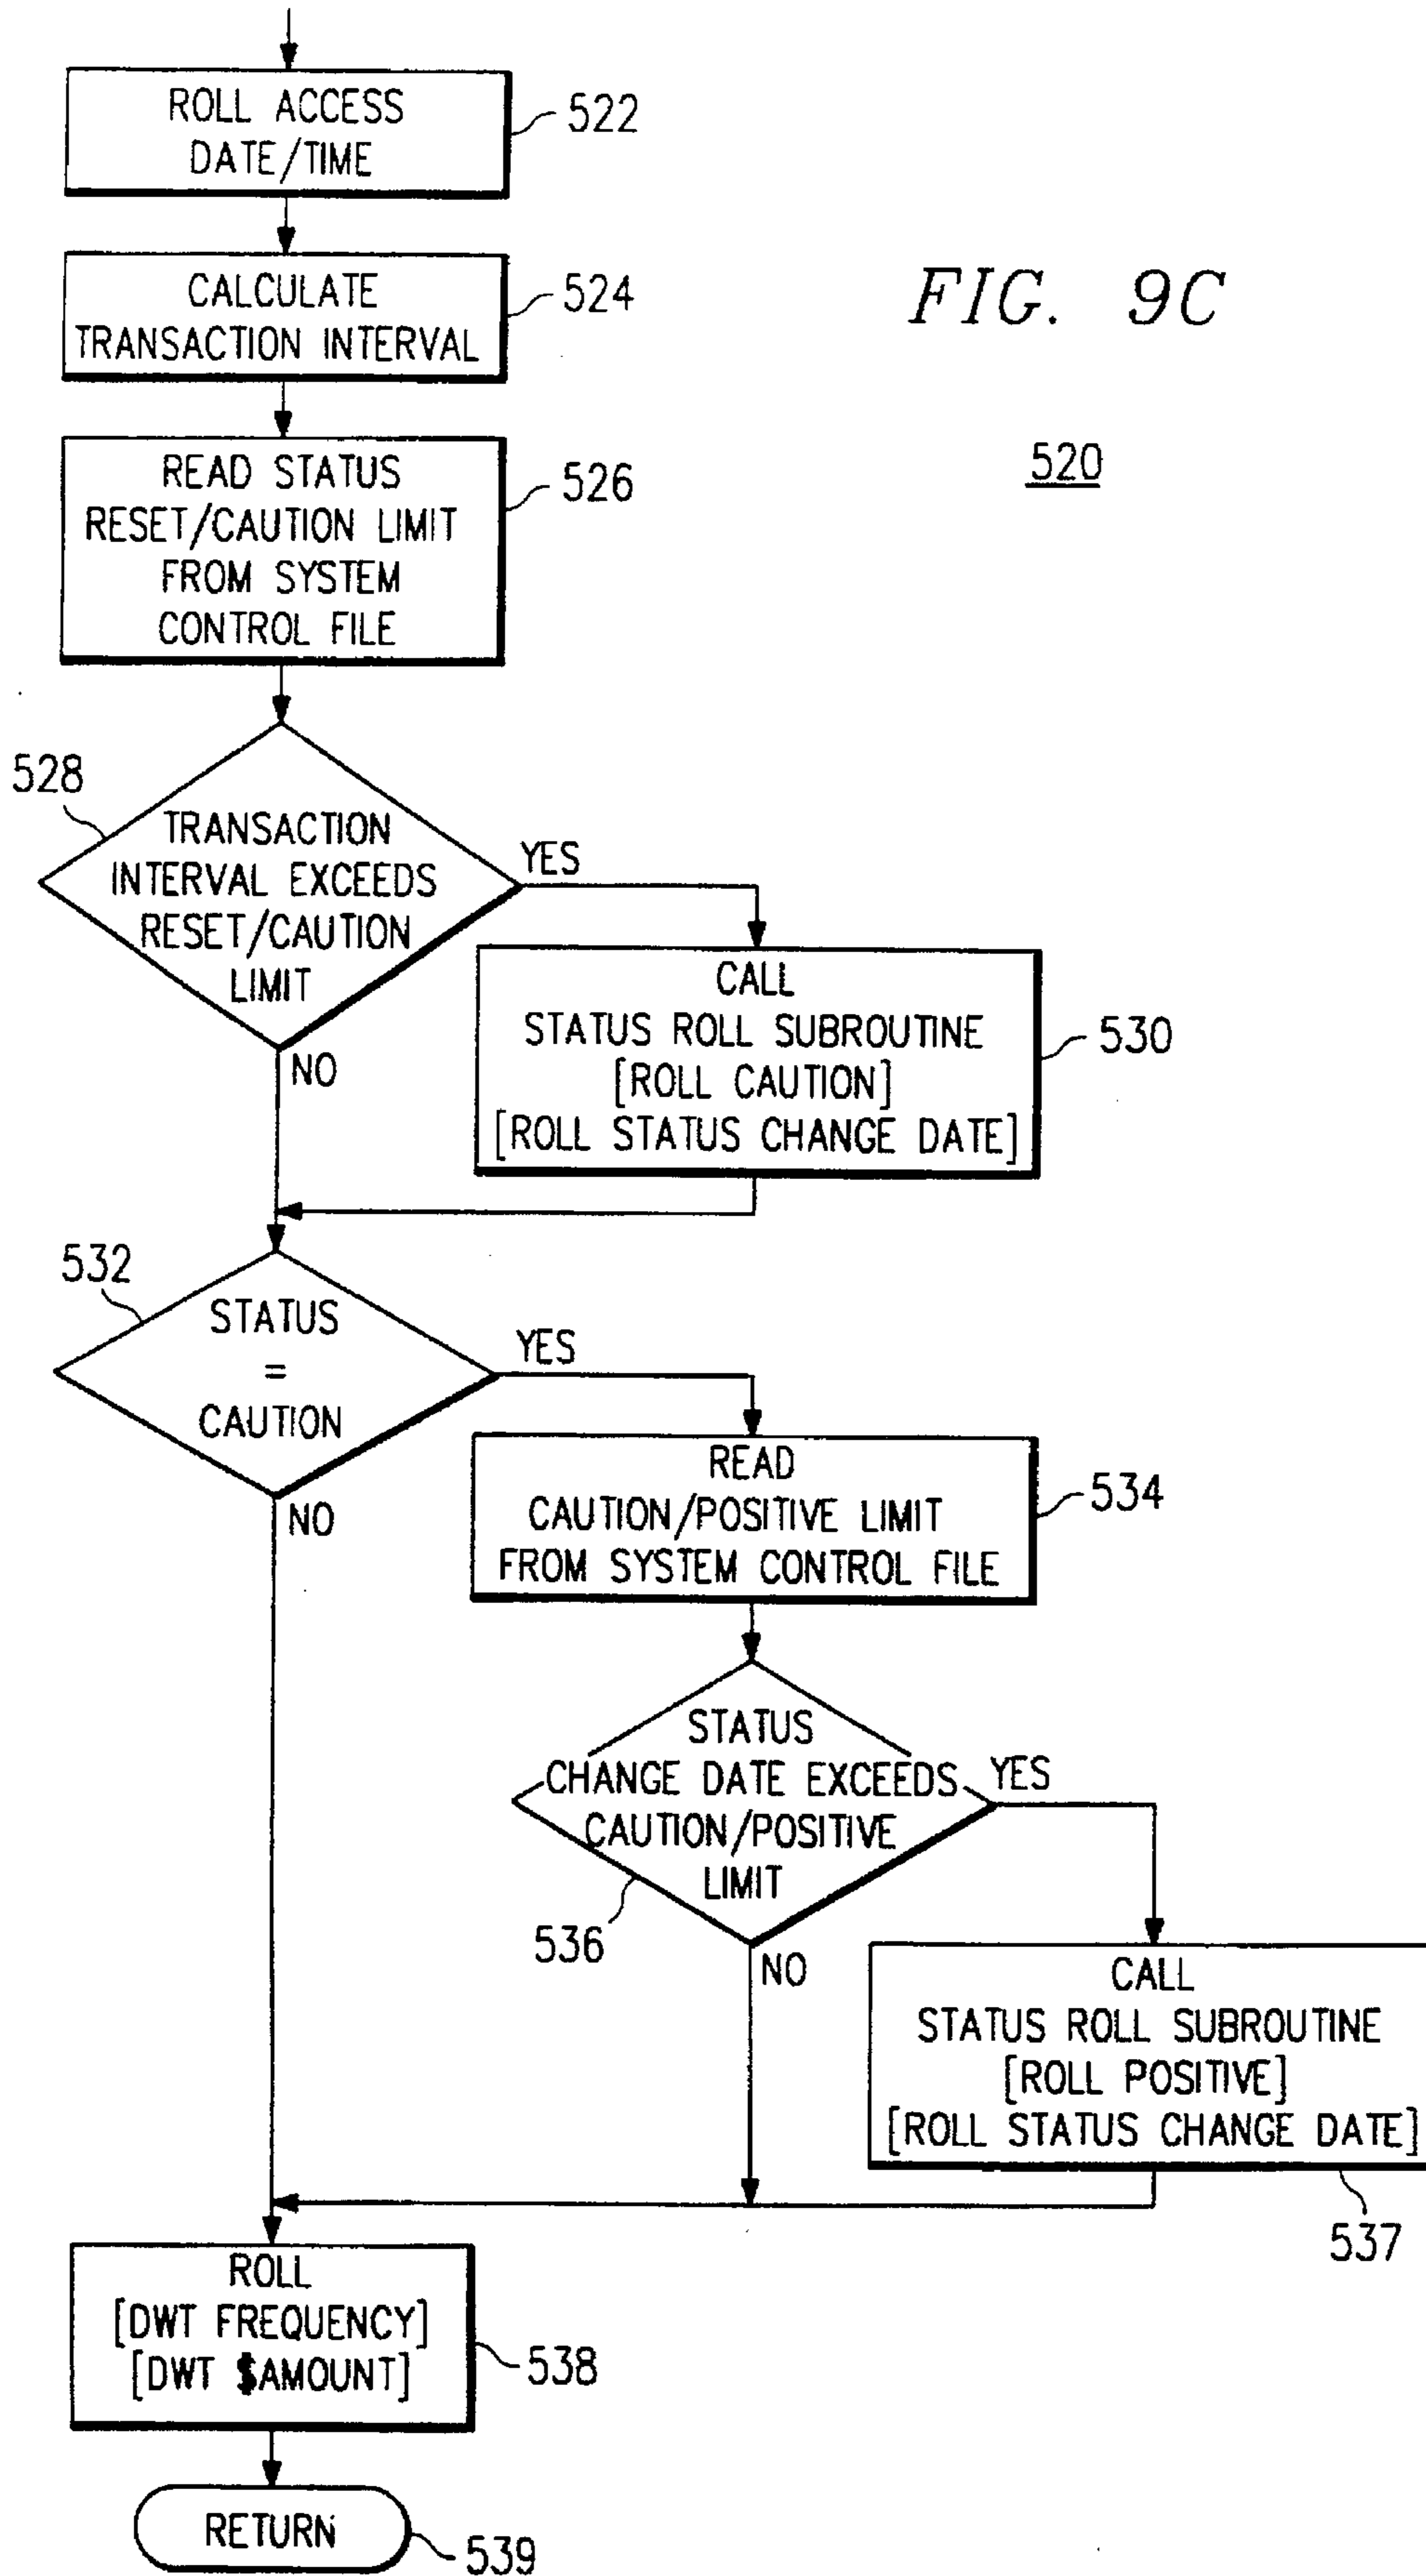 ROLL ACCESS
DATE/TIME
522
CALCULATE
TRANSACTION INTERVAL
524
FIG. 9C
520
READ STATUS
RESET/CAUTION LIMIT
FROM SYSTEM
CONTROL FILE
526
528
TRANSACTION
INTERVAL EXCEEDS
RESET/CAUTION
LIMIT
YES
NO
CALL
STATUS ROLL SUBROUTINE
[ROLL CAUTION]
[ROLL STATUS CHANGE DATE]
530
532
STATUS
=
CAUTION
YES
NO
READ
CAUTION/POSITIVE LIMIT
FROM SYSTEM CONTROL FILE
534
STATUS
CHANGE DATE EXCEEDS
CAUTION/POSITIVE
LIMIT
YES
536
NO
CALL
STATUS ROLL SUBROUTINE
[ROLL POSITIVE]
[ROLL STATUS CHANGE DATE]
537
ROLL
[DWT FREQUENCY]
[DWT $AMOUNT]
538
RETURN
539